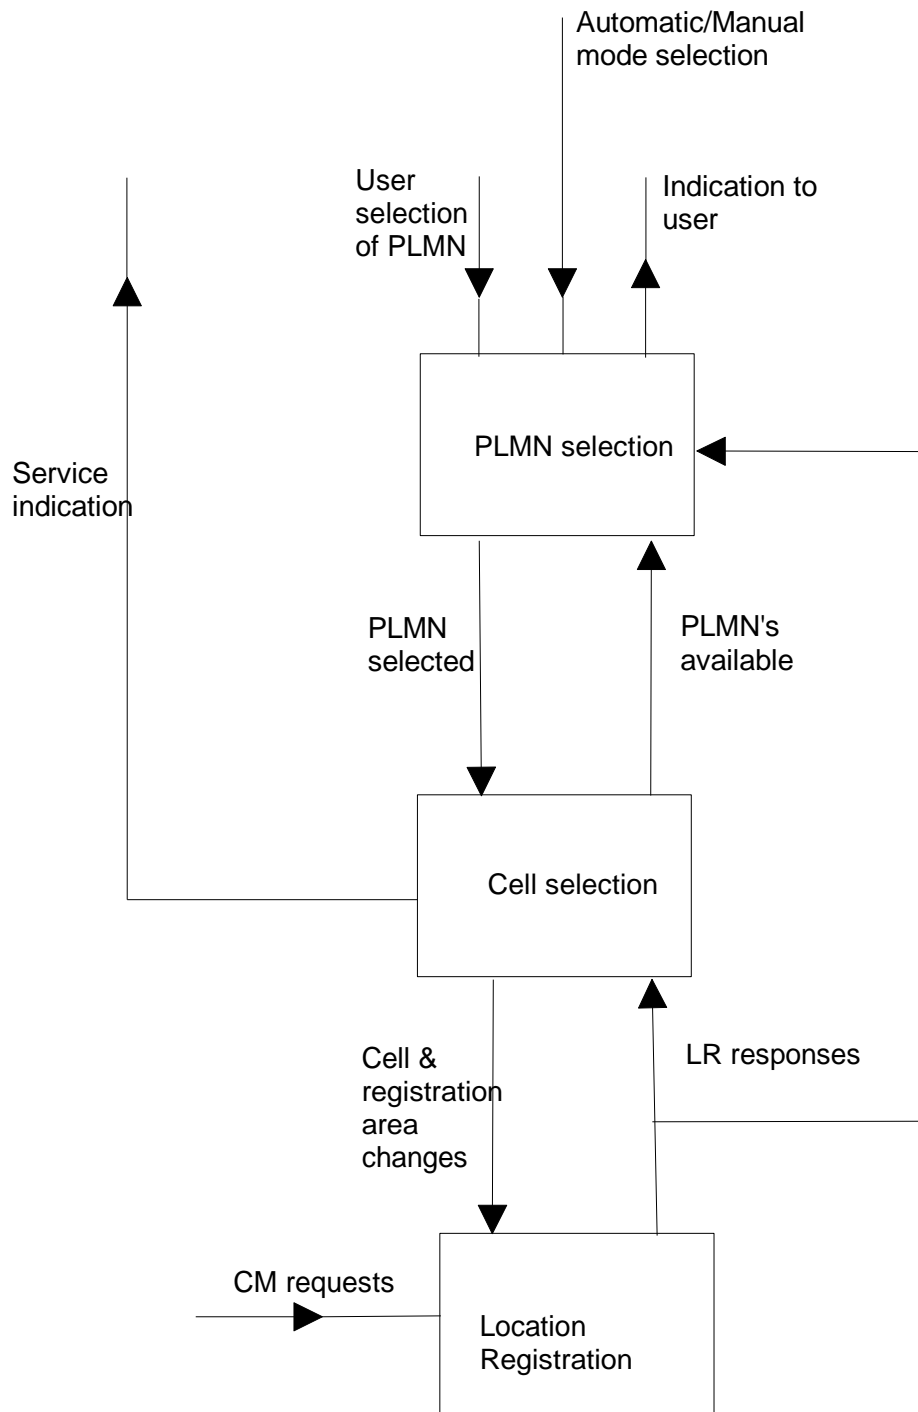 Automatic/Manual
mode selection
User
selection
of PLMN
Indication to
user
PLMN selection
Service
indication
PLMN
selected
PLMN's
available
Cell selection
Cell &
registration
area
changes
LR responses
CM requests
Location
Registration